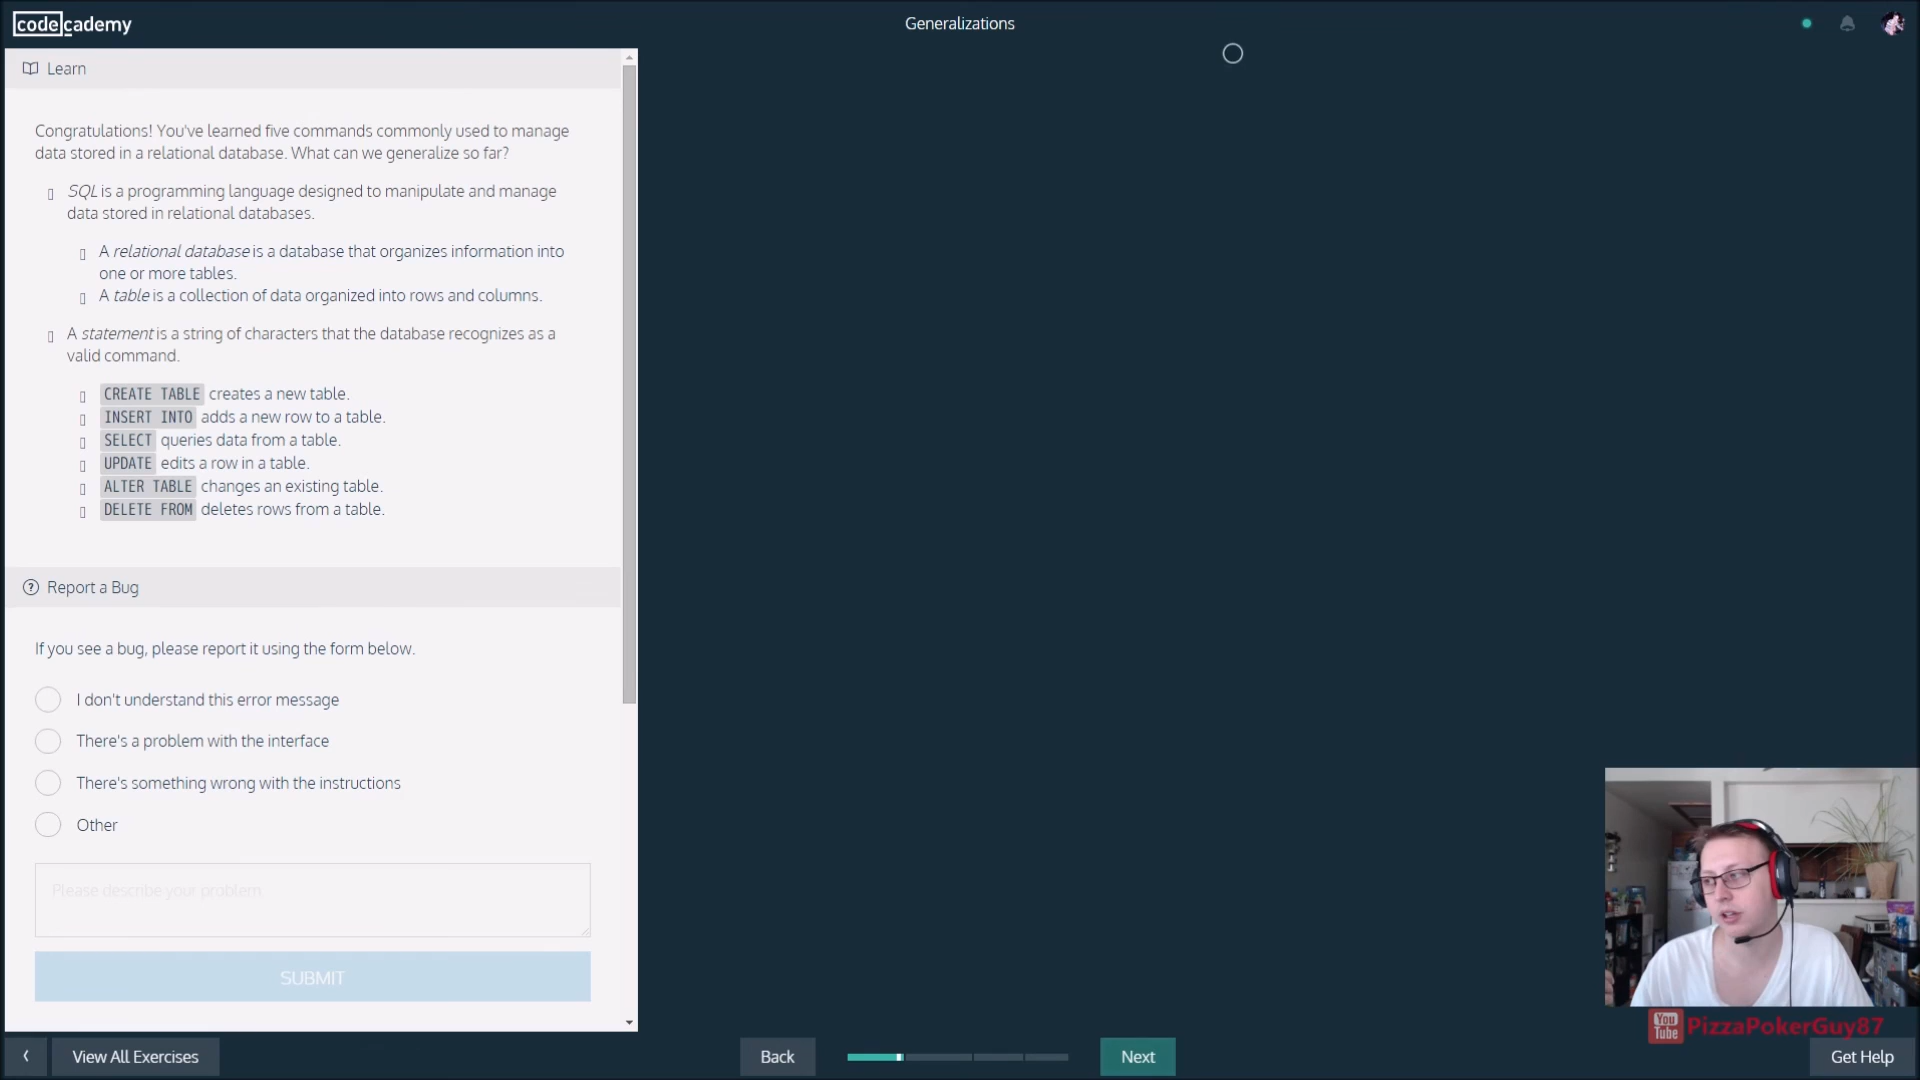 codecademy
Generalizations
Learn
Congratulations! You've learned five commands commonly used to manage
data stored in a relational database. What can we generalize so far?
SQL is a programming language designed to manipulate and manage
data stored in relational databases.
A relational database is a database that organizes information into
one or more tables.
A table is a collection of data organized into rows and columns.
A statement is a string of characters that the database recognizes as a
valid command.
CREATE TABLE creates a new table.
INSERT INTO adds a new row to a table.
SELECT queries data from a table.
UPDATE edits a row in a table.
ALTER TABLE changes an existing table.
DELETE FROM deletes rows from a table.
Report a Bug
If you see a bug, please report it using the form below.
I don't understand this error message
There's a problem with the interface
There's something wrong with the instructions
Other
Please describe your problem
SUBMIT
You
Tube
PizzaPokerGuy87
View All Exercises
Back
Next
Get Help